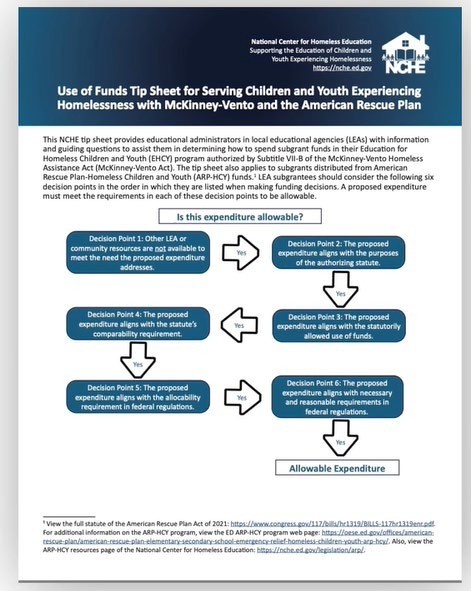 National Center for Homeless Education
Supporting the Education of Children and
Youth Experiencing Homelessness
https://nche.ed.gov
NCHE
Use of Funds Tip Sheet for Serving Children and Youth Experiencing
Homelessness with McKinney-Vento and the American Rescue Plan
This NCHE tip sheet provides educational administrators in local educational agencies (LEAs) with information
and guiding questions to assist them in determining how to spend subgrant funds in their Education for
Homeless Children and Youth (EHCY) program authorized by Subtitle VII-B of the McKinney-Vento Homeless
Assistance Act (McKinney-Vento Act). The tip sheet also applies to subgrants distributed from American
Rescue Plan-Homeless Children and Youth (ARP-HCY) funds.¹ LEA subgrantees should consider the following six
decision points in the order in which they are listed when making funding decisions. A proposed expenditure
must meet the requirements in each of these decision points to be allowable.
Is this expenditure allowable?
Decision Point 1: Other LEA or
community resources are not available to
meet the need the proposed expenditure
addresses.
Yes
Decision Point 2: The proposed
expenditure aligns with the purposes
of the authorizing statute.
Yes
Decision Point 3: The proposed
expenditure aligns with the statutorily
allowed use of funds.
Yes
Decision Point 4: The proposed
expenditure aligns with the statute's
comparability requirement.
Yes
Decision Point 5: The proposed
expenditure aligns with the allocability
requirement in federal regulations.
Yes
Decision Point 6: The proposed
expenditure aligns with necessary
and reasonable requirements in
federal regulations.
Yes
Allowable Expenditure
¹ View the full statute of the American Rescue Plan Act of 2021: https://www.congress.gov/117/bills/hr1319/BILLS-117hr1319enr.pdf.
For additional information on the ARP-HCY program, view the ED ARP-HCY program web page: https://oese.ed.gov/offices/american-
rescue-plan/american-rescue-plan-elementary-secondary-school-emergency-relief-homeless-children-youth-arp-hcy/. Also, view the
ARP-HCY resources page of the National Center for Homeless Education: https://nche.ed.gov/legislation/arp/.